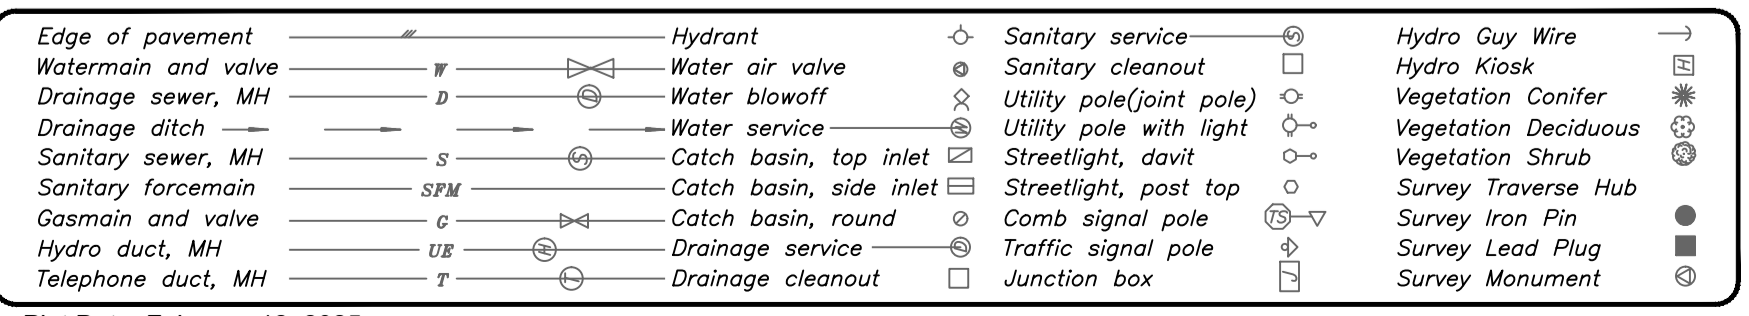 Edge of pavement Hydrant Sanitary service S Hydro Guy Wire
Watermain and valve W Water air valve Sanitary cleanout Hydro Kiosk H
Drainage sewer, MH D D Water blowoff Utility pole(joint pole) Vegetation Conifer
Drainage ditch Water service W Utility pole with light Vegetation Deciduous
Sanitary sewer, MH S S Catch basin, top inlet Streetlight, davit Vegetation Shrub
Sanitary forcemain SFM Catch basin, side inlet Streetlight, post top Survey Traverse Hub
Gasmain and valve G Catch basin, round Comb signal pole TS Survey Iron Pin
Hydro duct, MH UE H Drainage service D Traffic signal pole Survey Lead Plug
Telephone duct, MH T T Drainage cleanout Junction box J Survey Monument